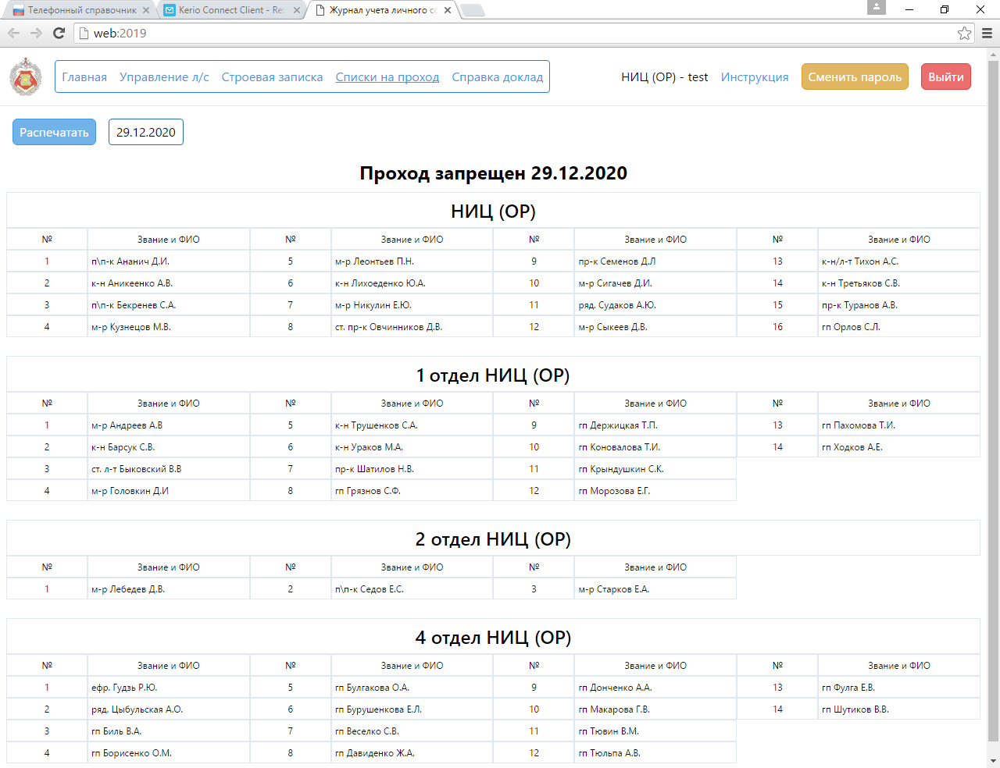 Телефонный справочник
Kerio Connect Client - Re
Журнал учета личного со
web:2019
Главная Управление л/с Строевая записка Списки на проход Справка доклад НИЦ (ОР) - test Инструкция Сменить пароль Выйти
Распечатать 29.12.2020
Проход запрещен 29.12.2020
НИЦ (ОР)
№ Звание и ФИО № Звание и ФИО № Звание и ФИО № Звание и ФИО
1 п\п-к Ананич Д.И. 5 м-р Леонтьев П.Н. 9 пр-к Семенов Д.Л 13 к-н/л-т Тихон А.С.
2 к-н Аникеенко А.В. 6 к-н Лихоеденко Ю.А. 10 м-р Сигачев Д.И. 14 к-н Третьяков С.В.
3 п\п-к Бекренев С.А. 7 м-р Никулин Е.Ю. 11 ряд. Судаков А.Ю. 15 пр-к Туранов А.В.
4 м-р Кузнецов М.В. 8 ст. пр-к Овчинников Д.В. 12 м-р Сыкеев Д.В. 16 гп Орлов С.Л.
1 отдел НИЦ (ОР)
№ Звание и ФИО № Звание и ФИО № Звание и ФИО № Звание и ФИО
1 м-р Андреев А.В 5 к-н Трушенков С.А. 9 гп Держицкая Т.П. 13 гп Пахомова Т.И.
2 к-н Барсук С.В. 6 к-н Ураков М.А. 10 гп Коновалова Т.И. 14 гп Ходков А.Е.
3 ст. л-т Быковский В.В 7 пр-к Шатилов Н.В. 11 гп Крындушкин С.К.
4 м-р Головкин Д.И 8 гп Грязнов С.Ф. 12 гп Морозова Е.Г.
2 отдел НИЦ (ОР)
№ Звание и ФИО № Звание и ФИО № Звание и ФИО
1 м-р Лебедев Д.В. 2 п\п-к Седов Е.С. 3 м-р Старков Е.А.
4 отдел НИЦ (ОР)
№ Звание и ФИО № Звание и ФИО № Звание и ФИО № Звание и ФИО
1 ефр. Гудзь Р.Ю. 5 гп Булгакова О.А. 9 гп Донченко А.А. 13 гп Фулга Е.В.
2 ряд. Цыбульская А.О. 6 гп Бурушенкова Е.Л. 10 гп Макарова Г.В. 14 гп Шутиков В.В.
3 гп Биль В.А. 7 гп Веселко С.В. 11 гп Тювин В.М.
4 гп Борисенко О.М. 8 гп Давиденко Ж.А. 12 гп Тюльпа А.В.